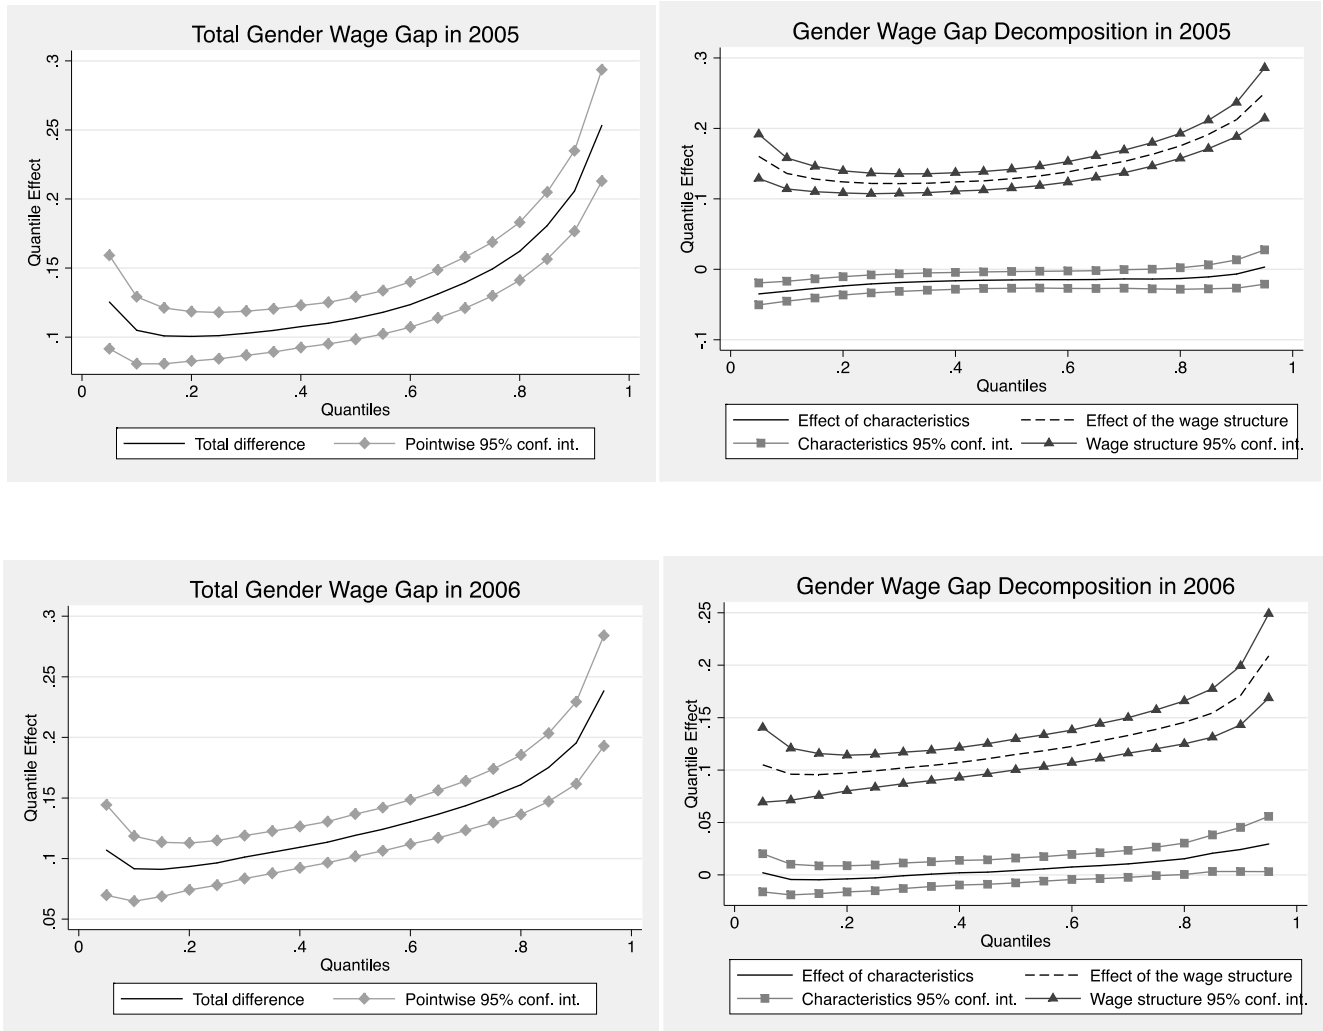 Total Gender Wage Gap in 2005
Quantile Effect
.3
.25
.2
.15
.1
0
.2
.4
.6
.8
1
Quantiles
Total difference
Pointwise 95% conf. int.
Gender Wage Gap Decomposition in 2005
Quantile Effect
.3
.2
.1
0
-.1
0
.2
.4
.6
.8
1
Quantiles
Effect of characteristics
Effect of the wage structure
Characteristics 95% conf. int.
Wage structure 95% conf. int.
Total Gender Wage Gap in 2006
Quantile Effect
.3
.25
.2
.15
.1
.05
0
.2
.4
.6
.8
1
Quantiles
Total difference
Pointwise 95% conf. int.
Gender Wage Gap Decomposition in 2006
Quantile Effect
.25
.2
.15
.1
.05
0
0
.2
.4
.6
.8
1
Quantiles
Effect of characteristics
Effect of the wage structure
Characteristics 95% conf. int.
Wage structure 95% conf. int.